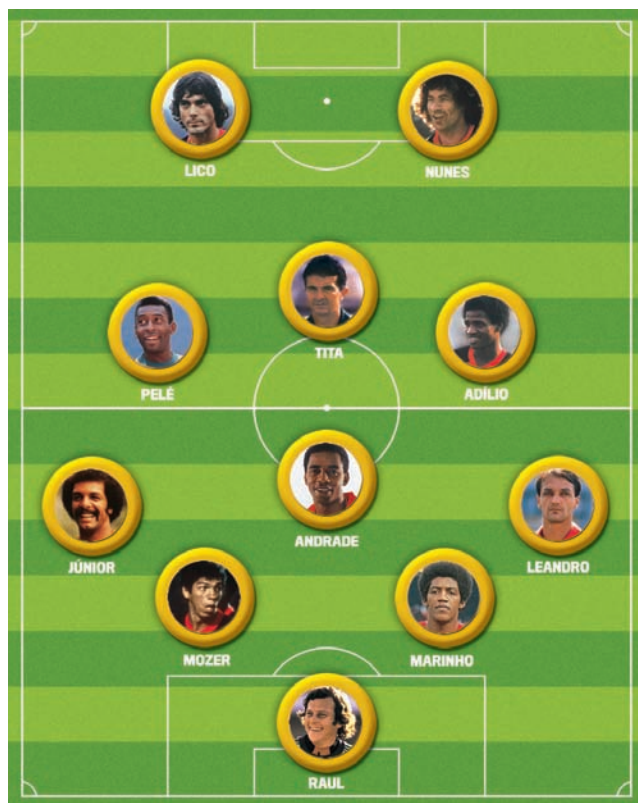 LICO
NUNES
TITA
PELÉ
ADÍLIO
ANDRADE
JÚNIOR
LEANDRO
MOZER
MARINHO
RAUL